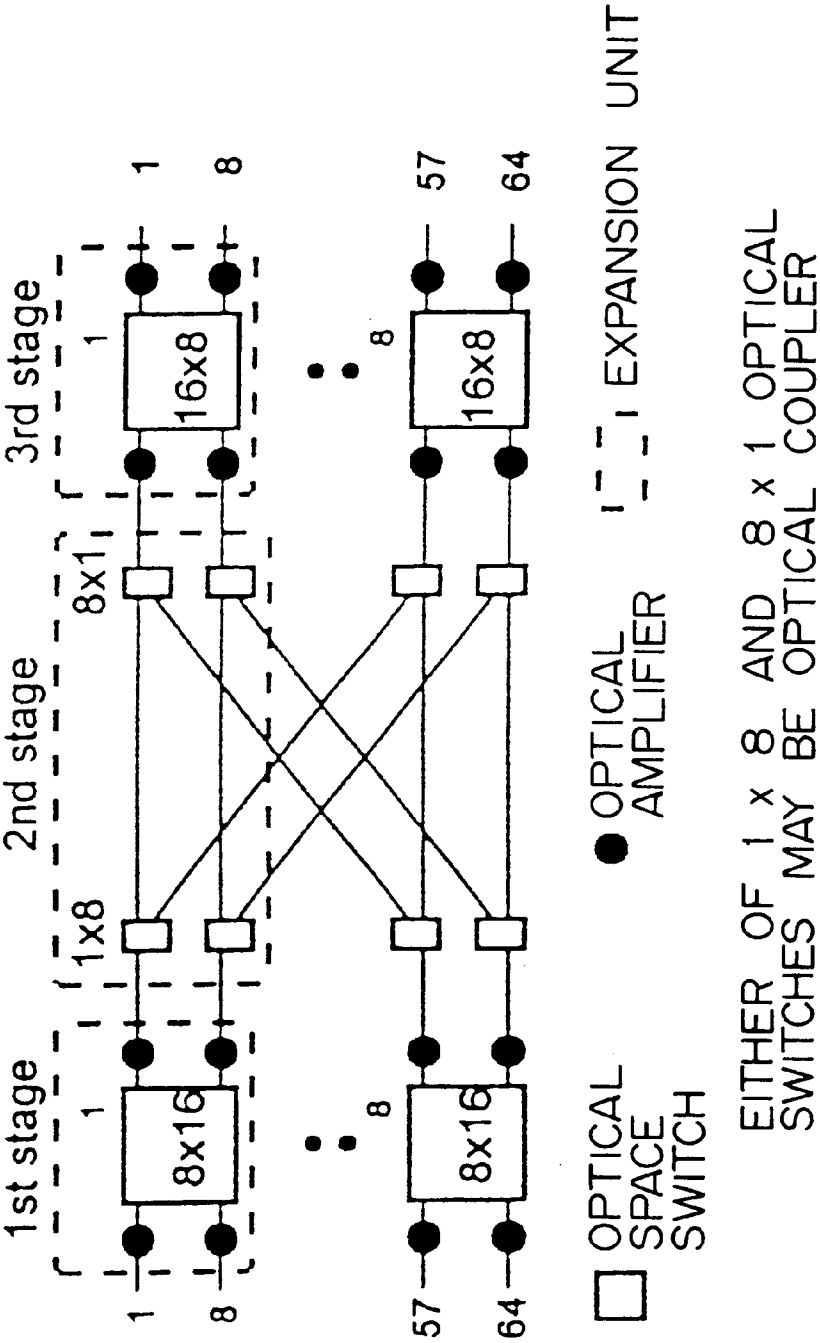 1st stage
2nd stage
3rd stage
1
1x8
8x1
1
1
8x16
16x8
1
8
8
8
8
57
8x16
16x8
57
64
64
OPTICAL
SPACE
SWITCH
OPTICAL
AMPLIFIER
EXPANSION UNIT
EITHER OF 1 x 8 AND 8 x 1 OPTICAL
SWITCHES MAY BE OPTICAL COUPLER